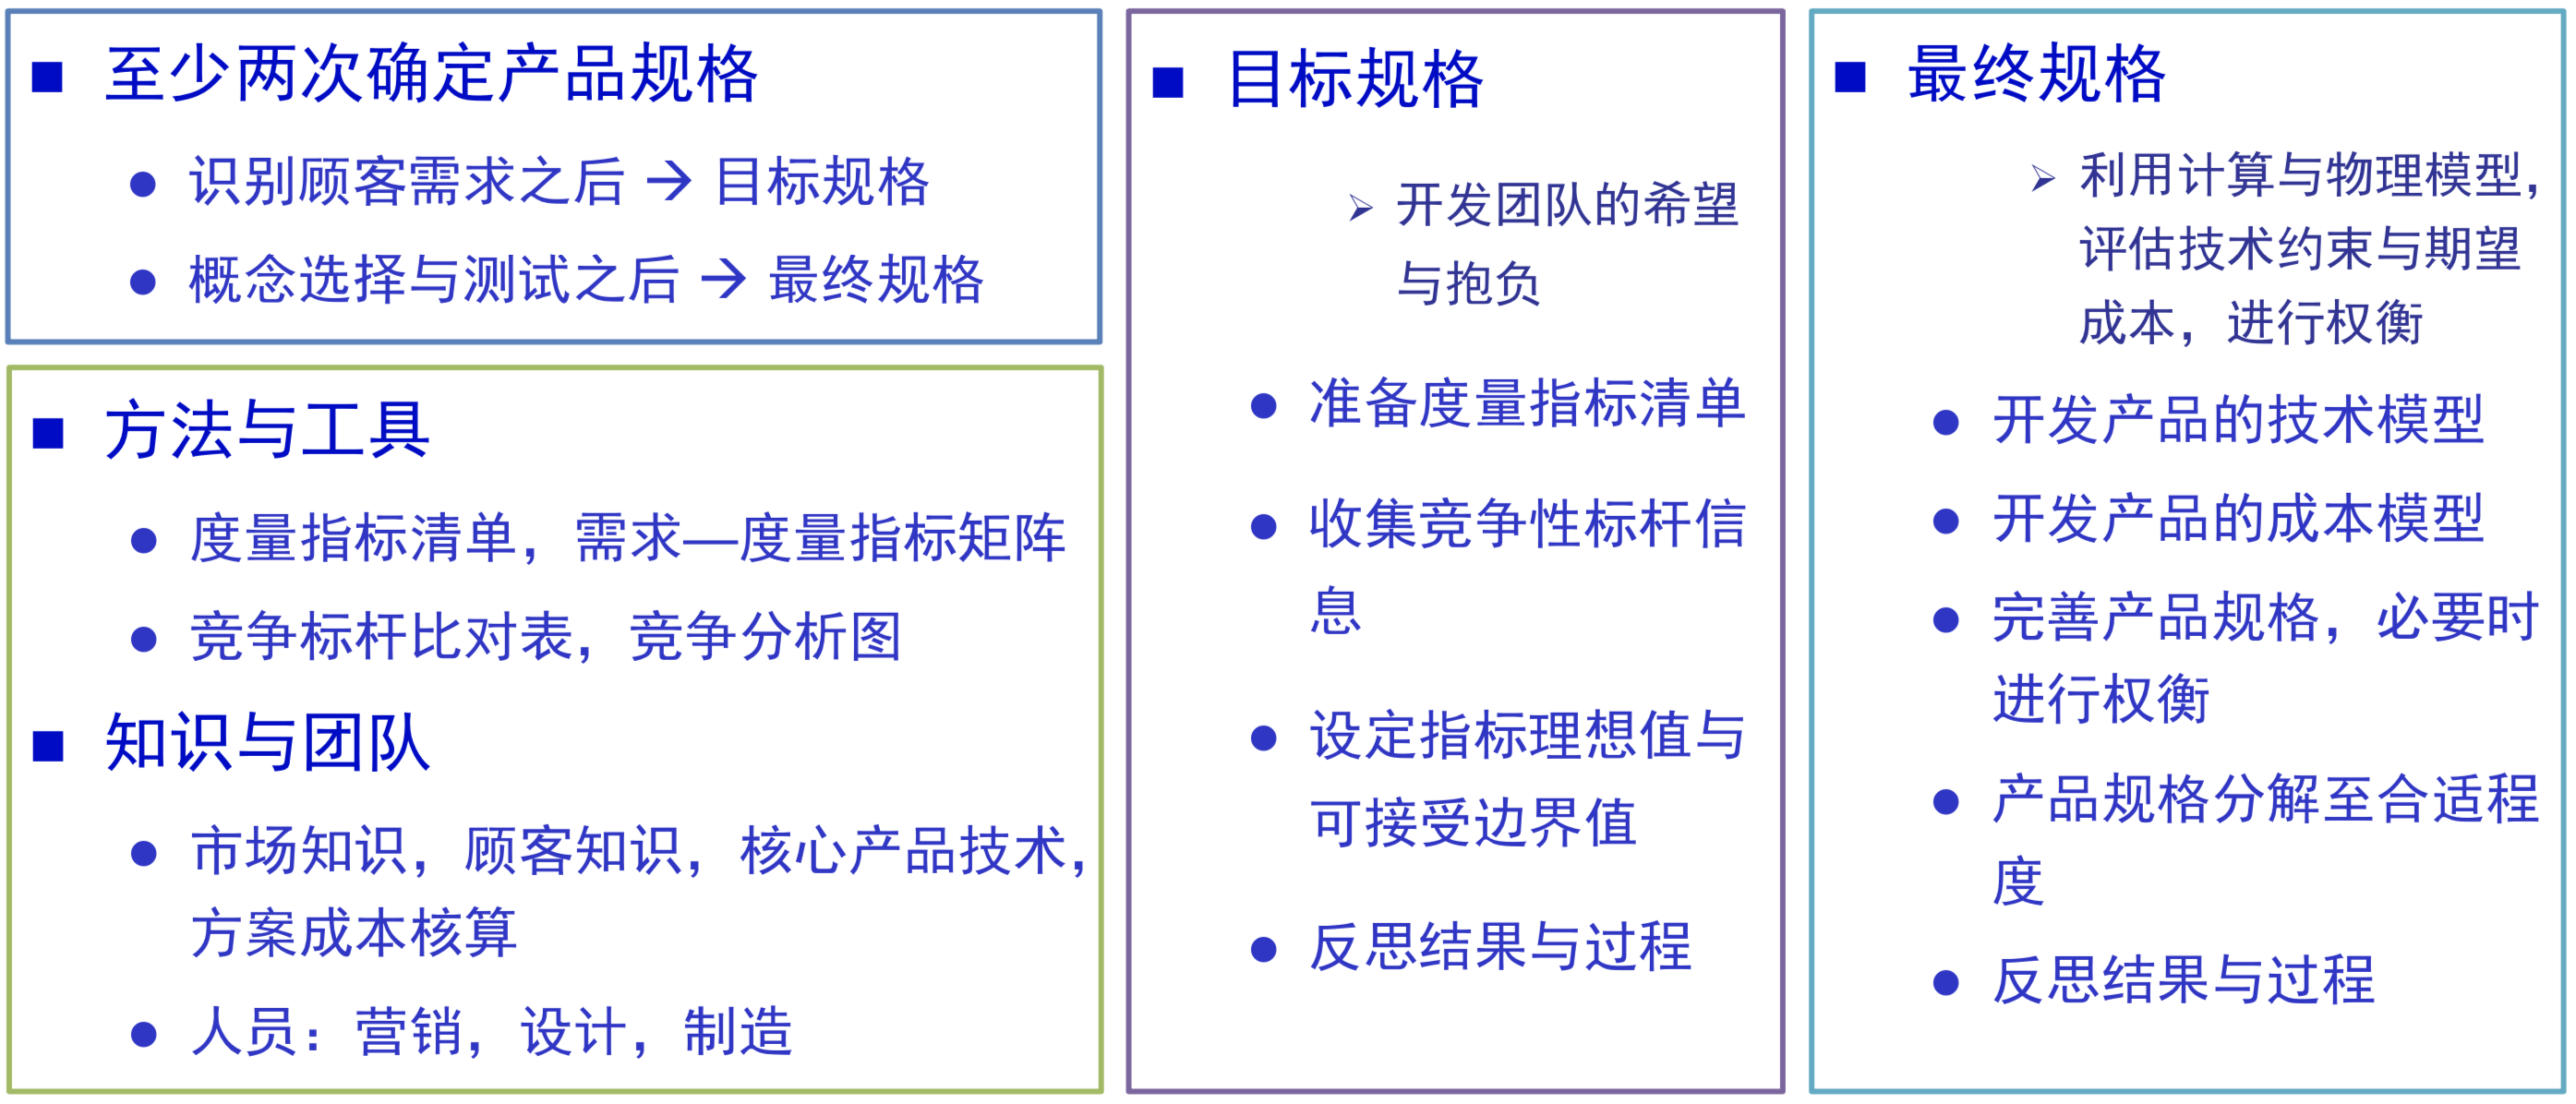 ■ 至少两次确定产品规格
● 识别顾客需求之后 → 目标规格
● 概念选择与测试之后 → 最终规格
■ 方法与工具
● 度量指标清单，需求—度量指标矩阵
● 竞争标杆比对表，竞争分析图
■ 知识与团队
● 市场知识，顾客知识，核心产品技术，
方案成本核算
● 人员：营销，设计，制造
■ 目标规格
➢ 开发团队的希望
与抱负
● 准备度量指标清单
● 收集竞争性标杆信
息
● 设定指标理想值与
可接受边界值
● 反思结果与过程
■ 最终规格
➢ 利用计算与物理模型，
评估技术约束与期望
成本，进行权衡
● 开发产品的技术模型
● 开发产品的成本模型
● 完善产品规格，必要时
进行权衡
● 产品规格分解至合适程
度
● 反思结果与过程